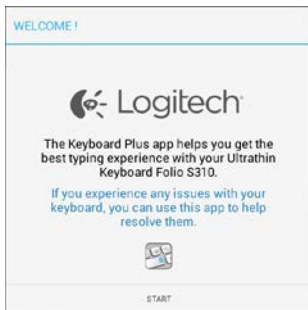 WELCOME!
Logitech
The Keyboard Plus app helps you get the
best typing experience with your Ultrathin
Keyboard Folio S310.
If you experience any issues with your
keyboard, you can use this app to help
resolve them.
START